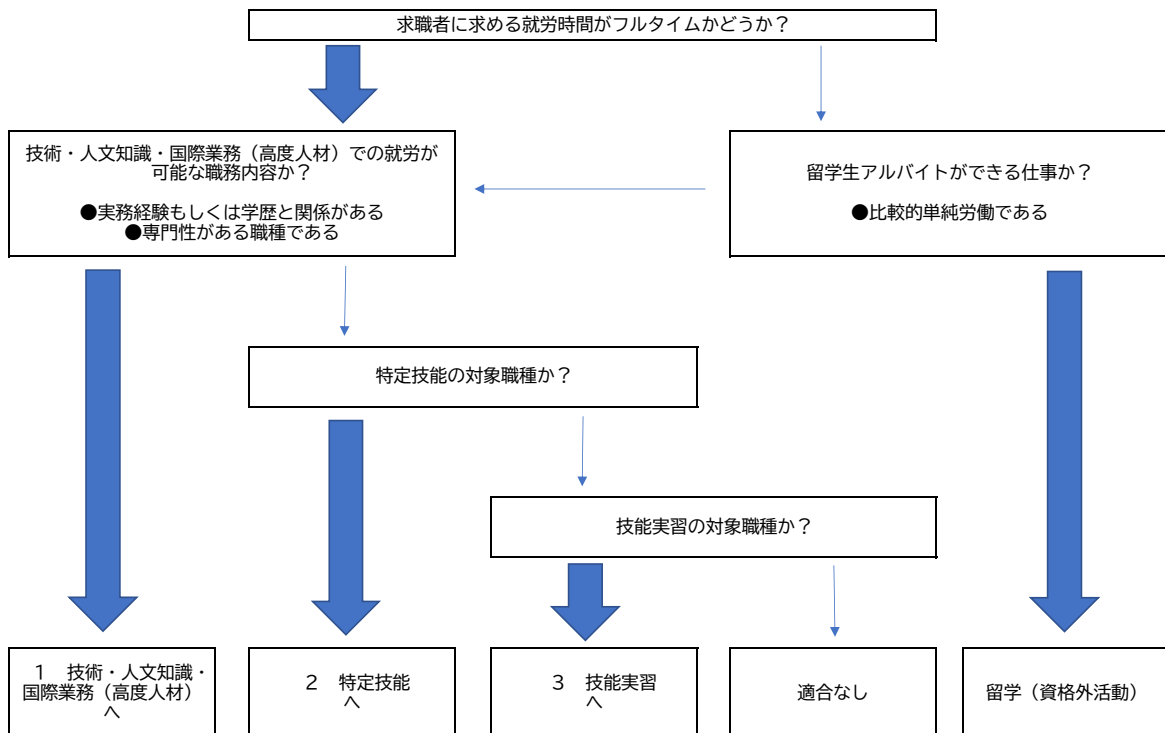 求職者に求める就労時間がフルタイムかどうか？
技術・人文知識・国際業務（高度人材）での就労が
可能な職務内容か？
●実務経験もしくは学歴と関係がある
●専門性がある職種である
留学生アルバイトができる仕事か？
●比較的単純労働である
特定技能の対象職種か？
技能実習の対象職種か？
１　技術・人文知識・
国際業務（高度人材）
へ
２　特定技能
へ
３　技能実習
へ
適合なし
留学（資格外活動）